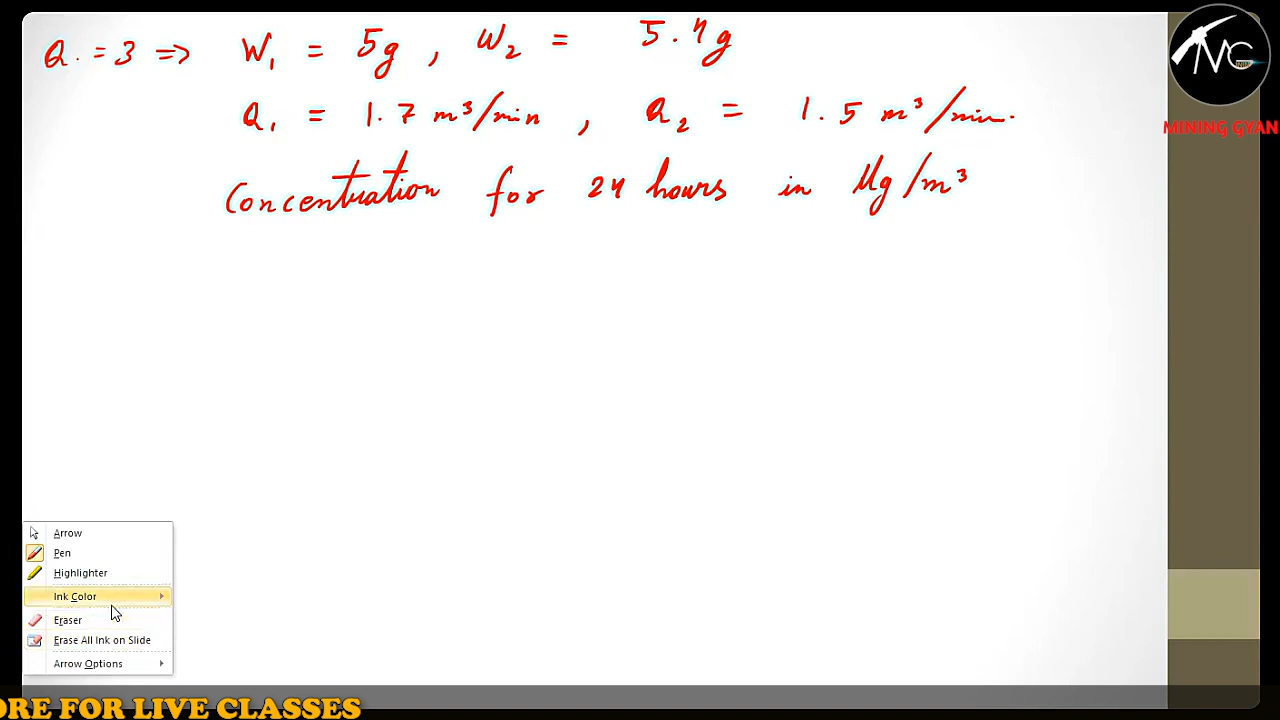 Q. = 3 => W₁ = 5g , W₂ = 5.4g
Q₁ = 1.7 m³/min , Q₂ = 1.5 m³/min.
Concentration for 24 hours in µg/m³
MG
MINING GYAN
Arrow
Pen
Highlighter
Ink Color
Eraser
Erase All Ink on Slide
Arrow Options
ORE FOR LIVE CLASSES